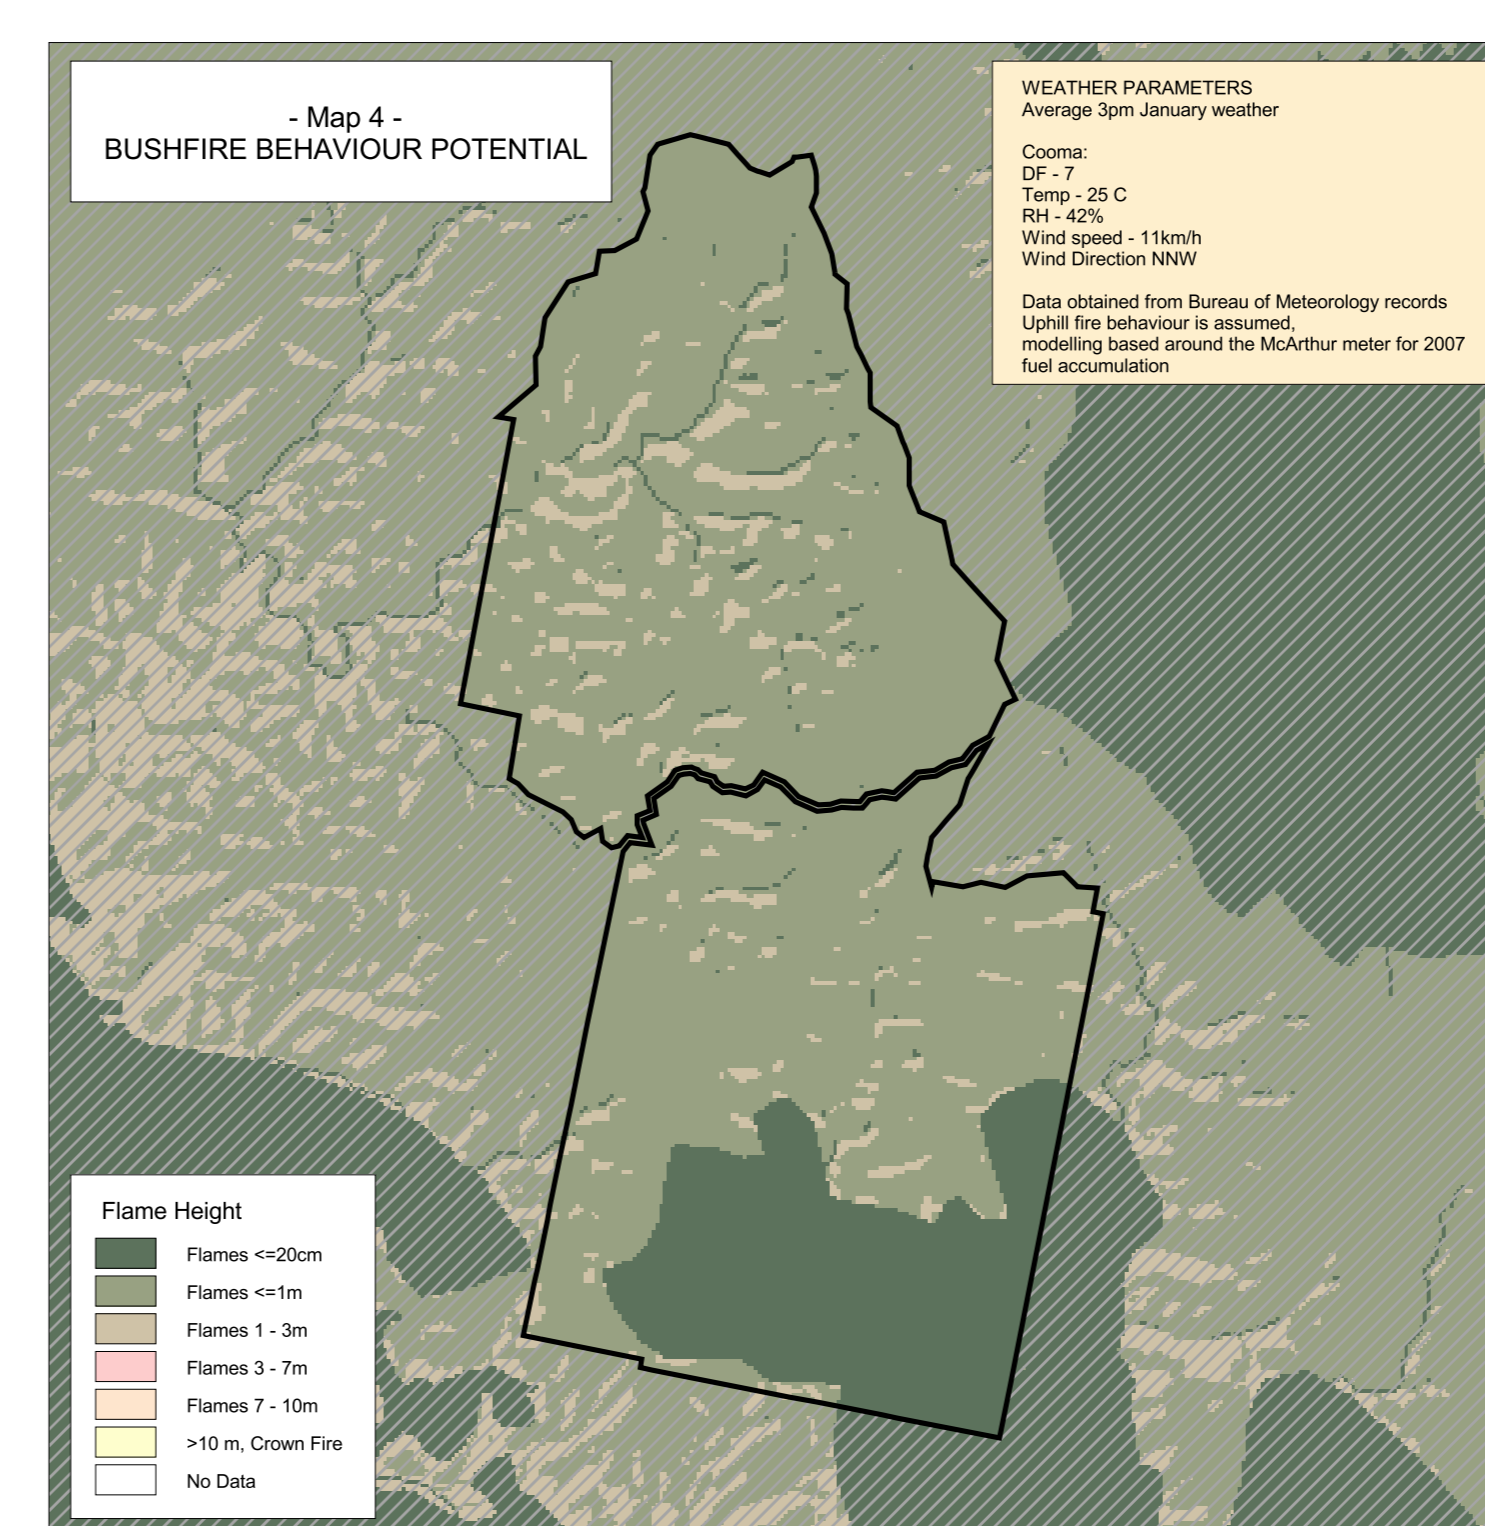 - Map 4 -
BUSHFIRE BEHAVIOUR POTENTIAL
WEATHER PARAMETERS
Average 3pm January weather
Cooma:
DF - 7
Temp - 25 C
RH - 42%
Wind speed - 11km/h
Wind Direction NNW
Data obtained from Bureau of Meteorology records
Uphill fire behaviour is assumed,
modelling based around the McArthur meter for 2007
fuel accumulation
Flame Height
Flames <=20cm
Flames <=1m
Flames 1 - 3m
Flames 3 - 7m
Flames 7 - 10m
>10 m, Crown Fire
No Data